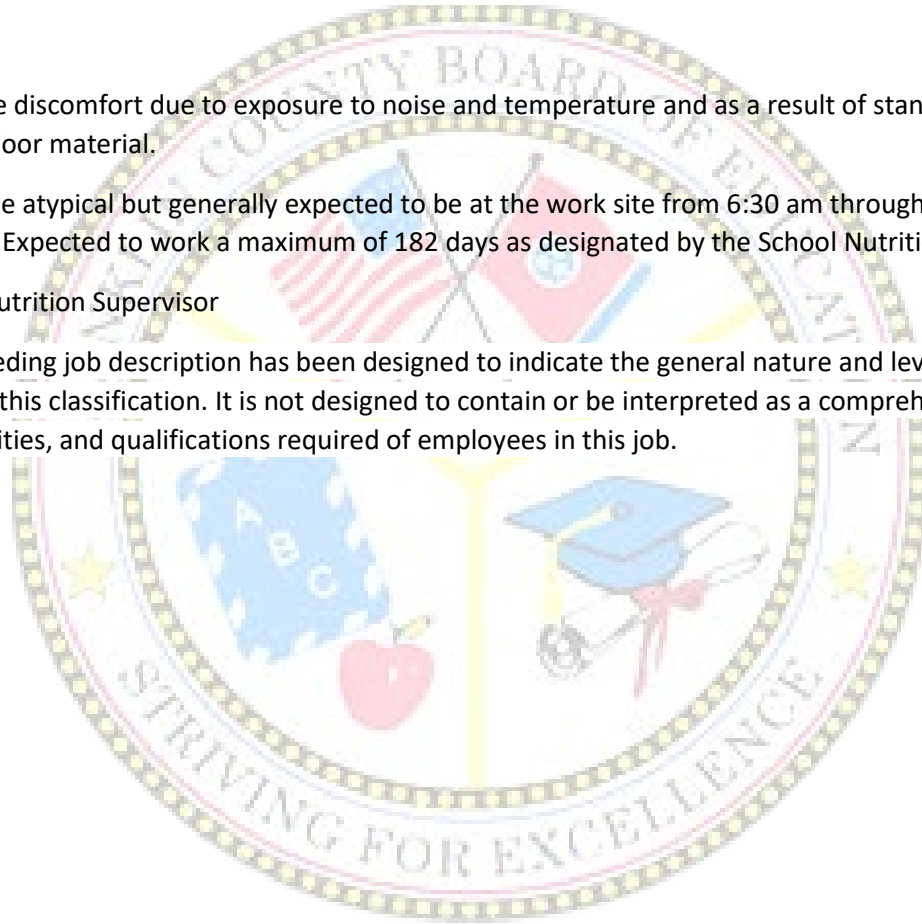 e discomfort due to exposure to noise and temperature and as a result of stan
oor material.
e atypical but generally expected to be at the work site from 6:30 am through
Expected to work a maximum of 182 days as designated by the School Nutriti
utrition Supervisor
eding job description has been designed to indicate the general nature and lev
this classification. It is not designed to contain or be interpreted as a compreh
ities, and qualifications required of employees in this job.
COUNTY BOARD OF
A
B
C
STRIVING FOR EXCELLENCE